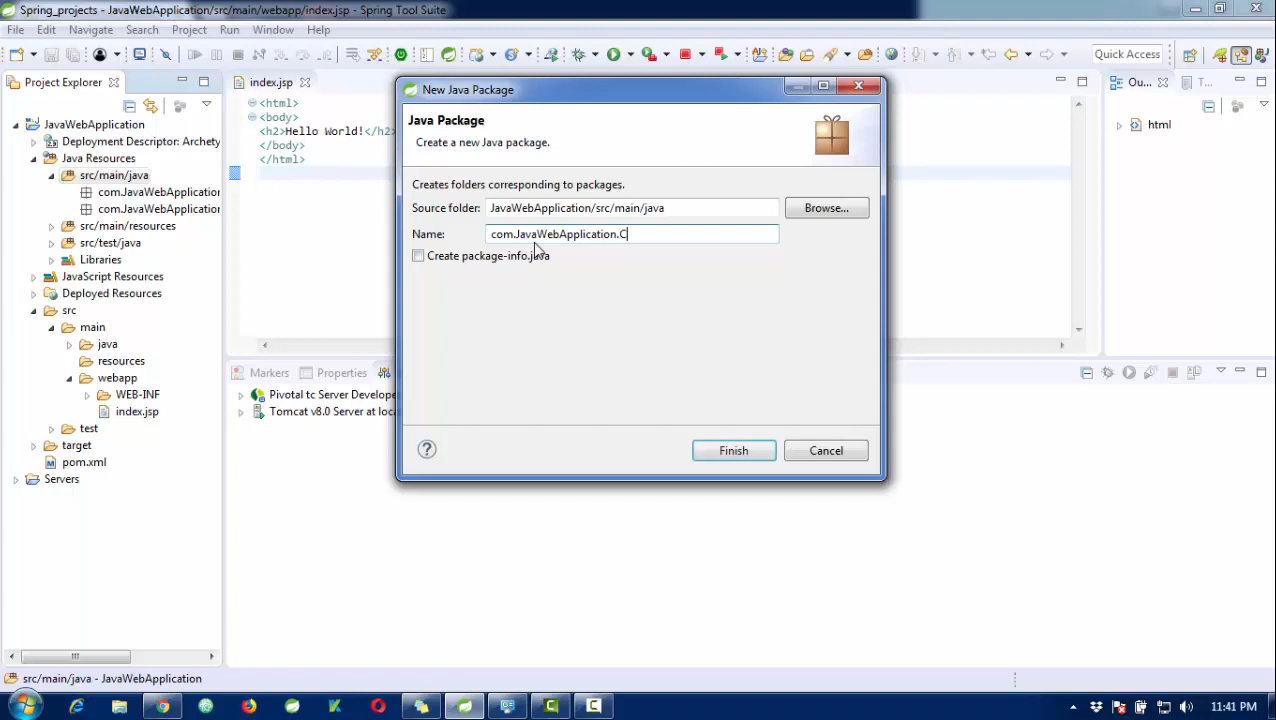 Spring_projects - JavaWebApplication/src/main/webapp/index.jsp - Spring Tool Suite
File Edit Navigate Search Project Run Window Help
Quick Access
Project Explorer
index.jsp
Ou...
T...
JavaWebApplication
Deployment Descriptor: Archety
Java Resources
src/main/java
com.JavaWebApplication
com.JavaWebApplication
src/main/resources
src/test/java
Libraries
JavaScript Resources
Deployed Resources
src
main
java
resources
webapp
WEB-INF
index.jsp
test
target
pom.xml
Servers
<html>
<body>
<h2>Hello World!</h2>
</body>
</html>
html
New Java Package
Java Package
Create a new Java package.
Creates folders corresponding to packages.
Source folder: JavaWebApplication/src/main/java Browse...
Name: com.JavaWebApplication.C
Create package-info.java
Finish Cancel
Markers Properties
Pivotal tc Server Develope
Tomcat v8.0 Server at loca
src/main/java - JavaWebApplication
11:41 PM